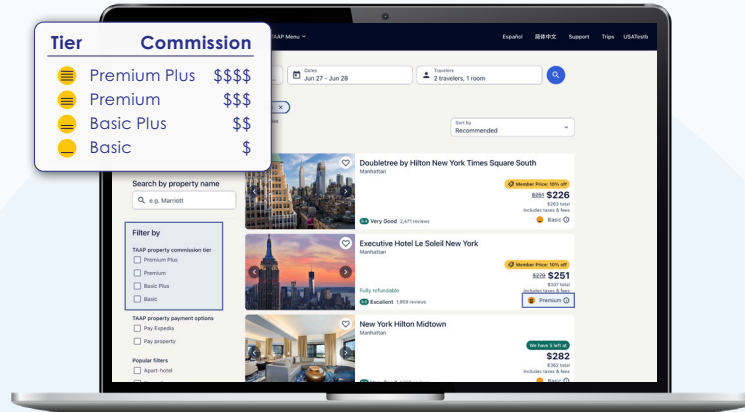 Tier Commission
Premium Plus $$$$
Premium $$$
Basic Plus $$
Basic $
TAAP Menu
Español 简体中文 Support Trips USATestb
Dates
Jun 27 - Jun 28
Travelers
2 travelers, 1 room
Sort by
Recommended
Search by property name
e.g. Marriott
Filter by
TAAP property commission tier
Premium Plus
Premium
Basic Plus
Basic
TAAP property payment options
Pay Expedia
Pay property
Popular filters
Apart-hotel
Doubletree by Hilton New York Times Square South
Manhattan
Member Price: 10% off
$251 $226
$263 total
includes taxes & fees
Very Good 2,471 reviews
Basic
Executive Hotel Le Soleil New York
Manhattan
Member Price: 10% off
$279 $251
includes taxes & fees
Fully refundable
Excellent
Premium
New York Hilton Midtown
Manhattan
We have 5 left at
$282
$362 total
includes taxes & fees
Basic